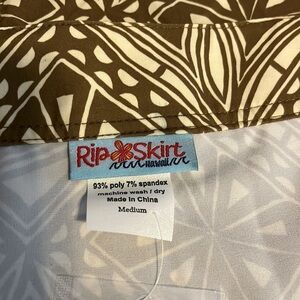 Rip Skirt
Hawaii
93% poly 7% spandex
machine wash / dry
Made in China
Medium